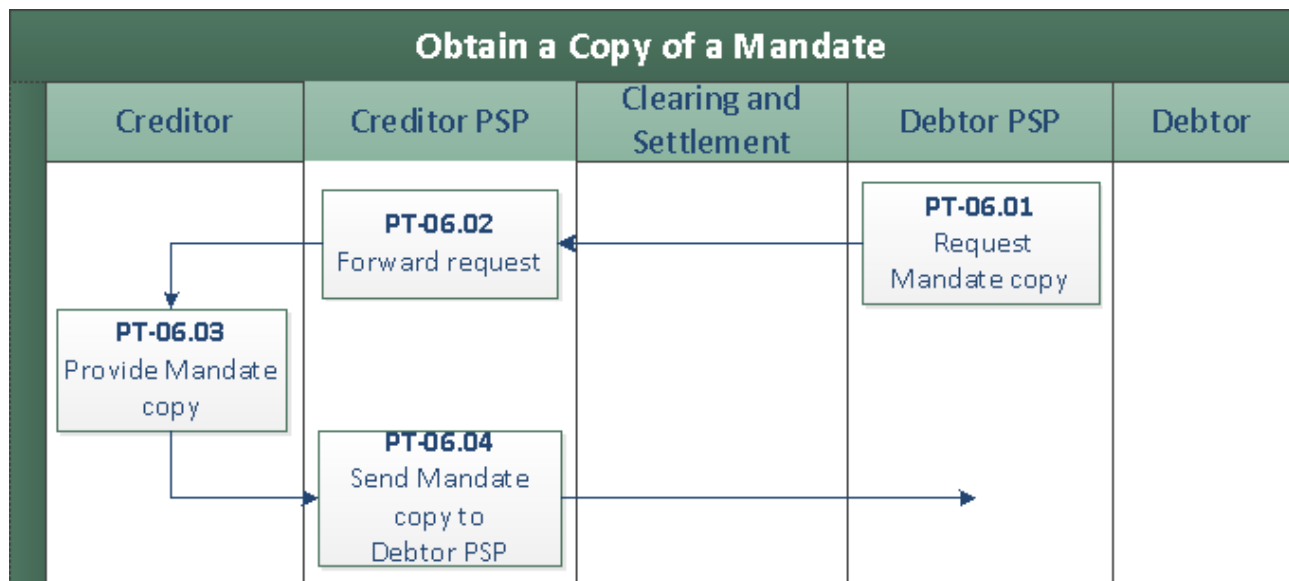 Obtain a Copy of a Mandate
Creditor
Creditor PSP
Clearing and
Settlement
Debtor PSP
Debtor
PT-06.01
Request
Mandate copy
PT-06.02
Forward request
PT-06.03
Provide Mandate
copy
PT-06.04
Send Mandate
copy to
Debtor PSP